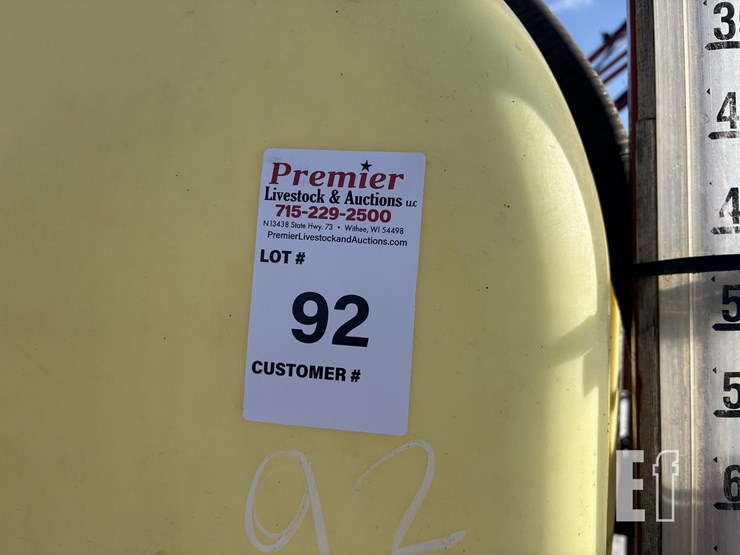 Premier
Livestock & Auctions LLC
715-229-2500
N13438 State Hwy. 73 • Withee, WI 54498
PremierLivestockandAuctions.com
LOT #
92
CUSTOMER #
92
Ef